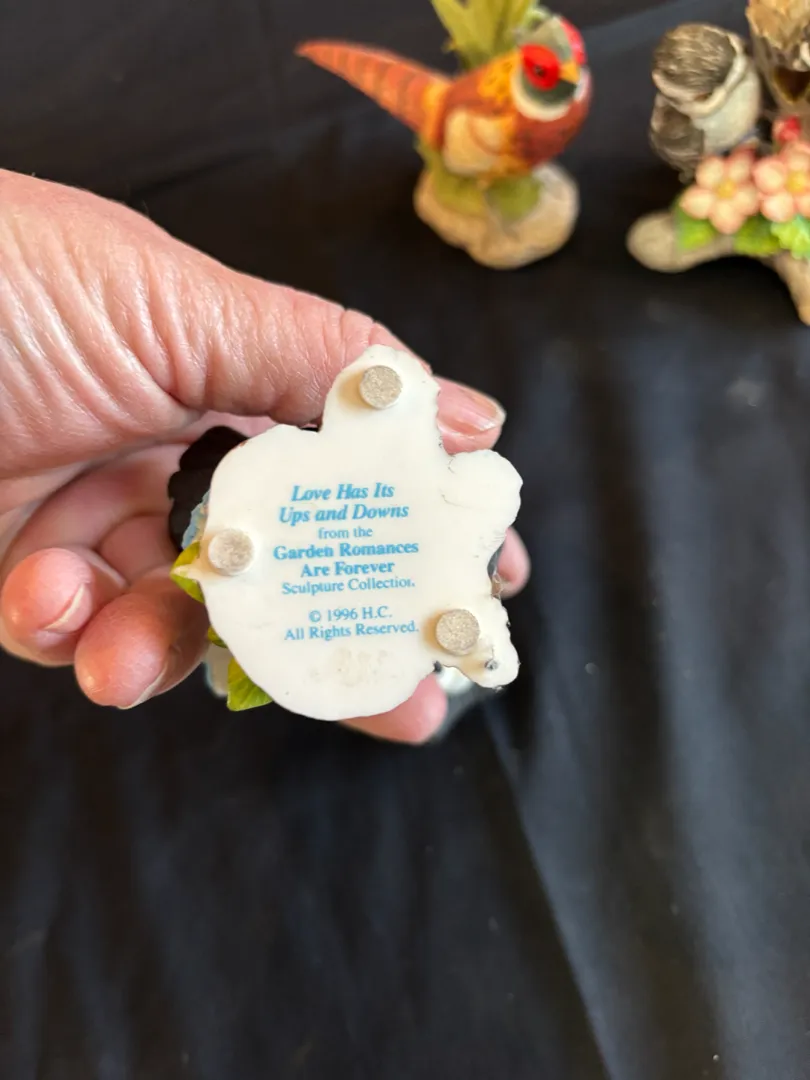 Love Has Its
Ups and Downs
from the
Garden Romances
Are Forever
Sculpture Collection.
© 1996 H.C.
All Rights Reserved.